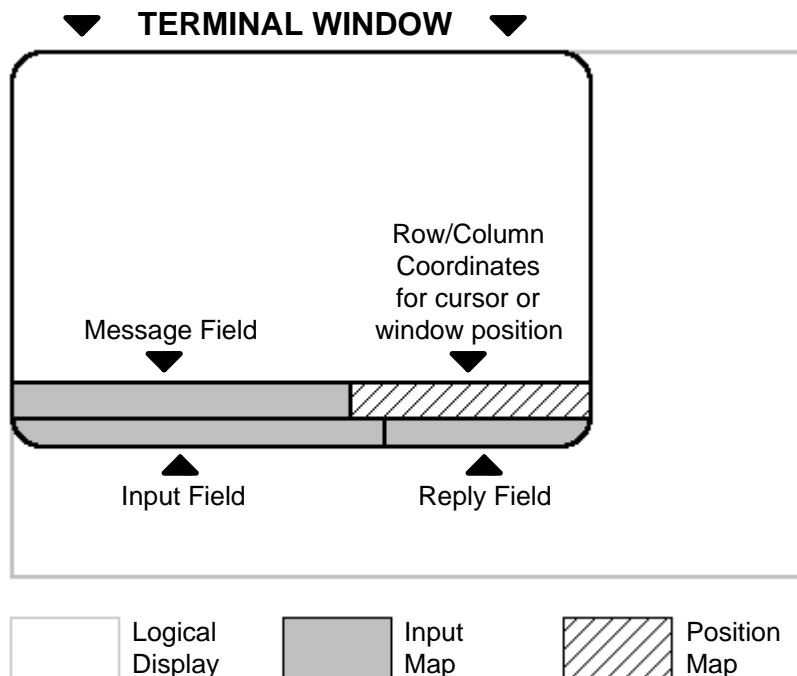 TERMINAL WINDOW
Row/Column
Coordinates
for cursor or
window position
Message Field
Input Field
Reply Field
Logical
Display
Input
Map
Position
Map